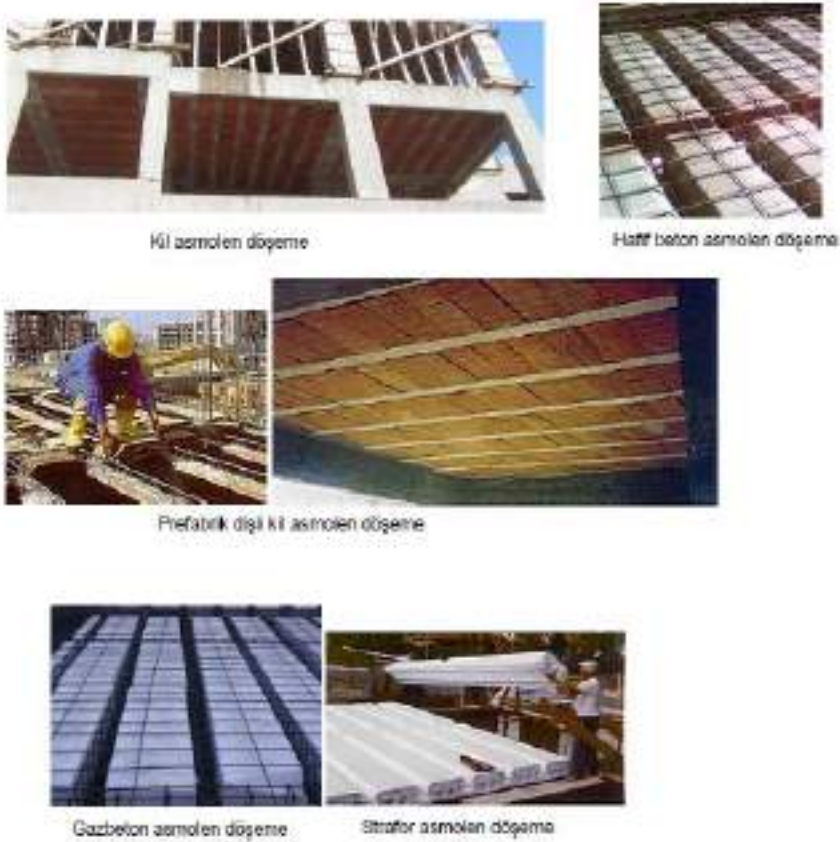 Kil asmolen döşeme
Hafif beton asmolen döşeme
Prefabrik dişli kil asmolen döşeme
Gazbeton asmolen döşeme
Strafor asmolen döşeme